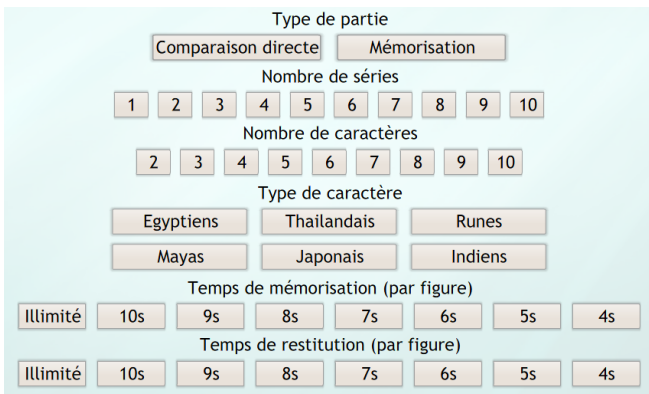 Type de partie
Comparaison directe Mémorisation
Nombre de séries
1 2 3 4 5 6 7 8 9 10
Nombre de caractères
2 3 4 5 6 7 8 9 10
Type de caractère
Egyptiens Thailandais Runes
Mayas Japonais Indiens
Temps de mémorisation (par figure)
Illimité 10s 9s 8s 7s 6s 5s 4s
Temps de restitution (par figure)
Illimité 10s 9s 8s 7s 6s 5s 4s